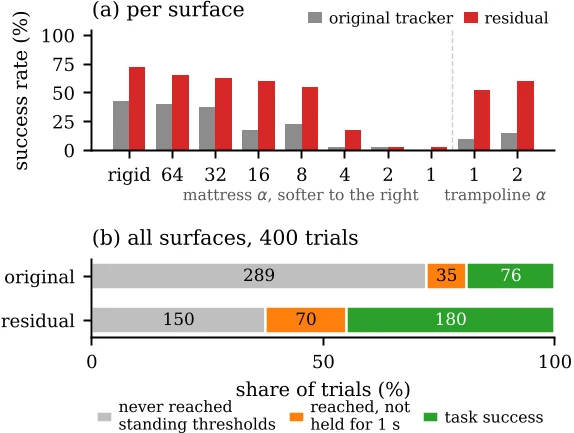 (a) per surface
original tracker residual
success rate (%)
100
75
50
25
0
rigid 64 32 16 8 4 2 1 1 2
mattress α, softer to the right trampoline α
(b) all surfaces, 400 trials
original 289 35 76
residual 150 70 180
0 50 100
share of trials (%)
never reached standing thresholds
reached, not held for 1 s
task success